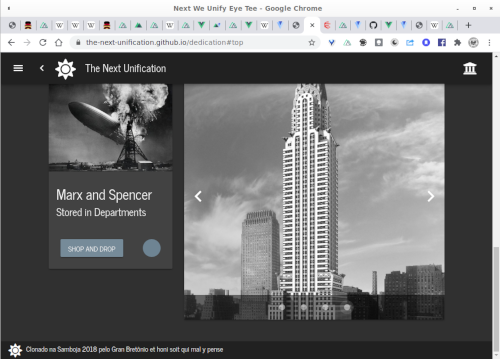 Next We Unify Eye Tee - Google Chrome
the-next-unification.github.io/dedication#top
The Next Unification
Marx and Spencer
Stored in Departments
SHOP AND DROP
Clonado na Samboja 2018 pelo Gran Bretônio et honi soit qui mal y pense